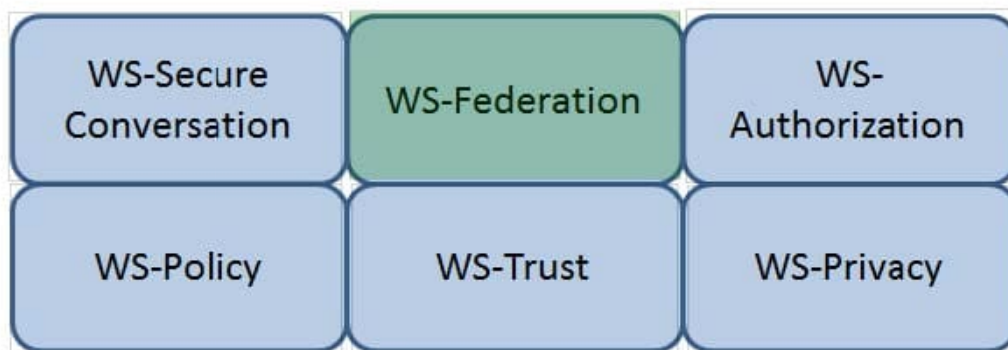 WS-Secure
Conversation
WS-Federation
WS-
Authorization
WS-Policy
WS-Trust
WS-Privacy